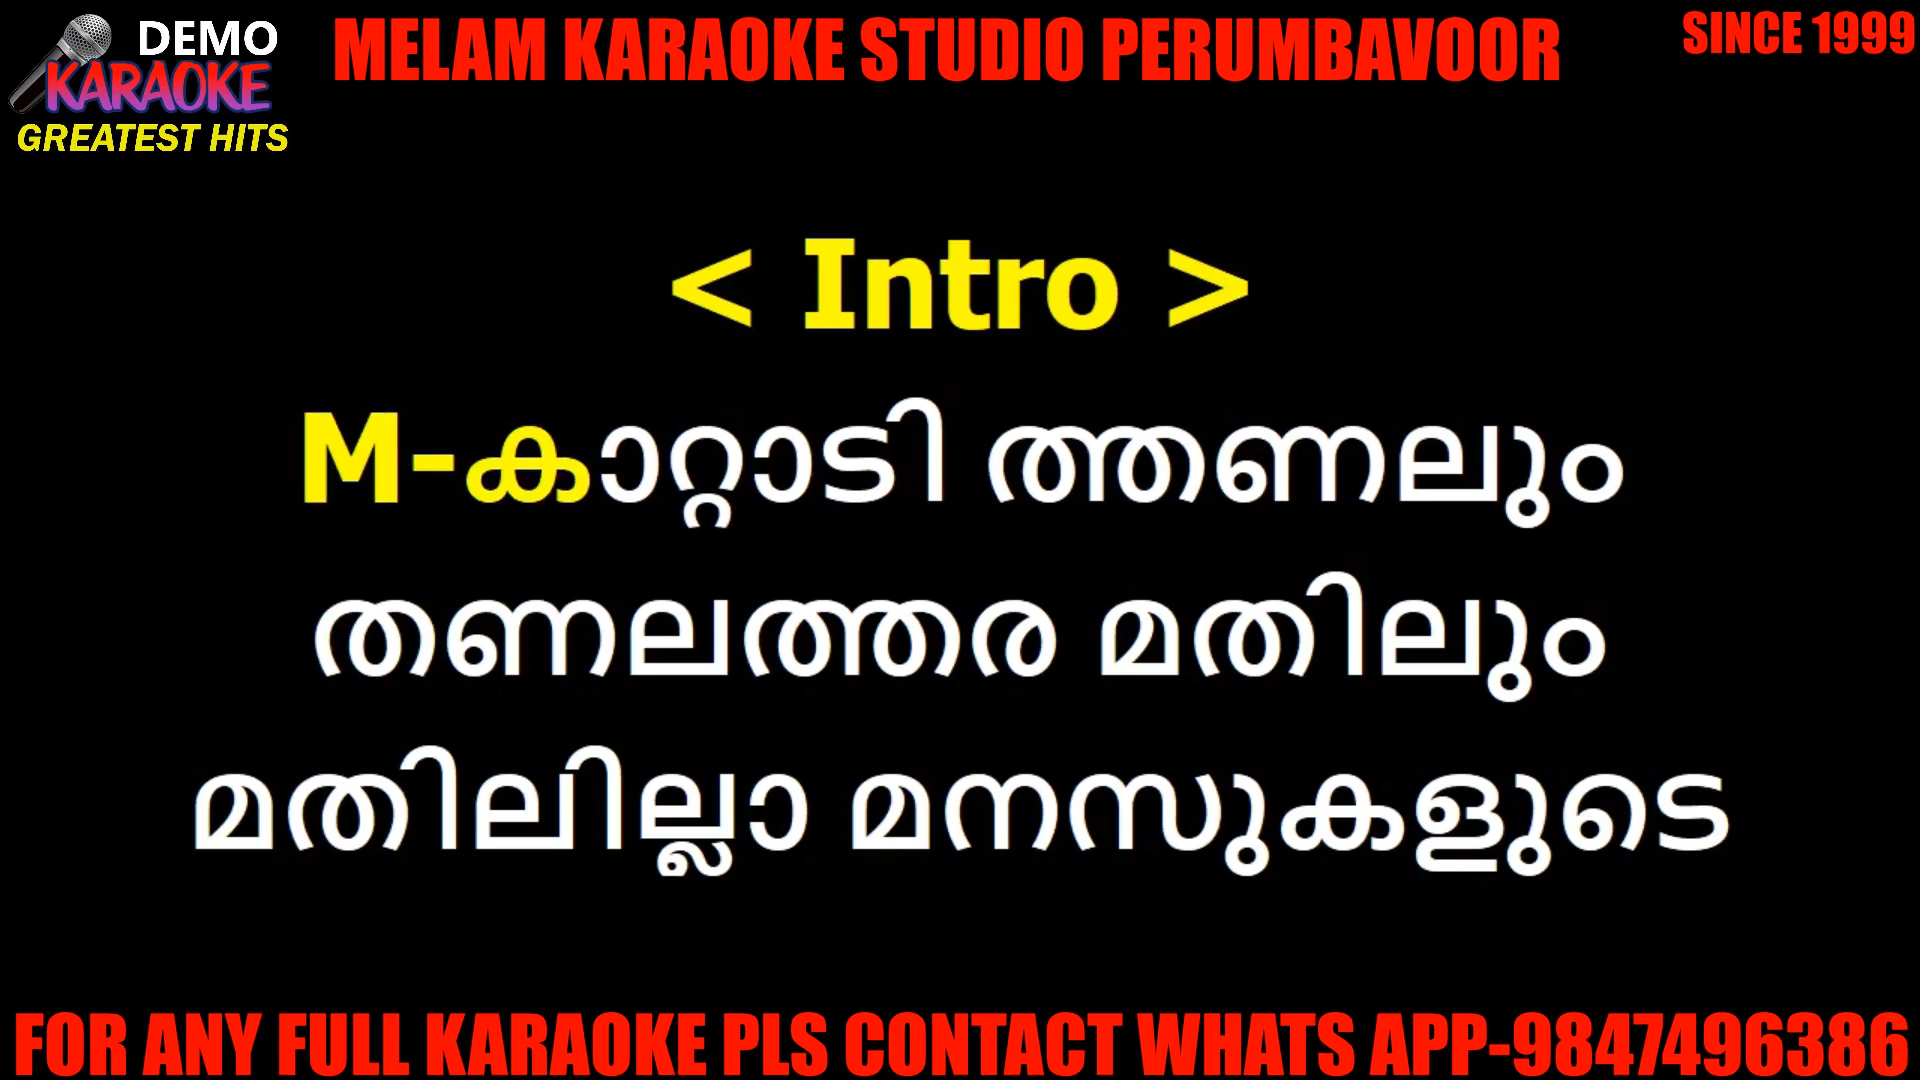 DEMO
KARAOKE
GREATEST HITS
MELAM KARAOKE STUDIO PERUMBAVOOR
SINCE 1999
< Intro >
M-കാറ്റാടി ത്തണലും
തണലത്തര മതിലും
മതിലില്ലാ മനസുകളുടെ
FOR ANY FULL KARAOKE PLS CONTACT WHATS APP-9847496386